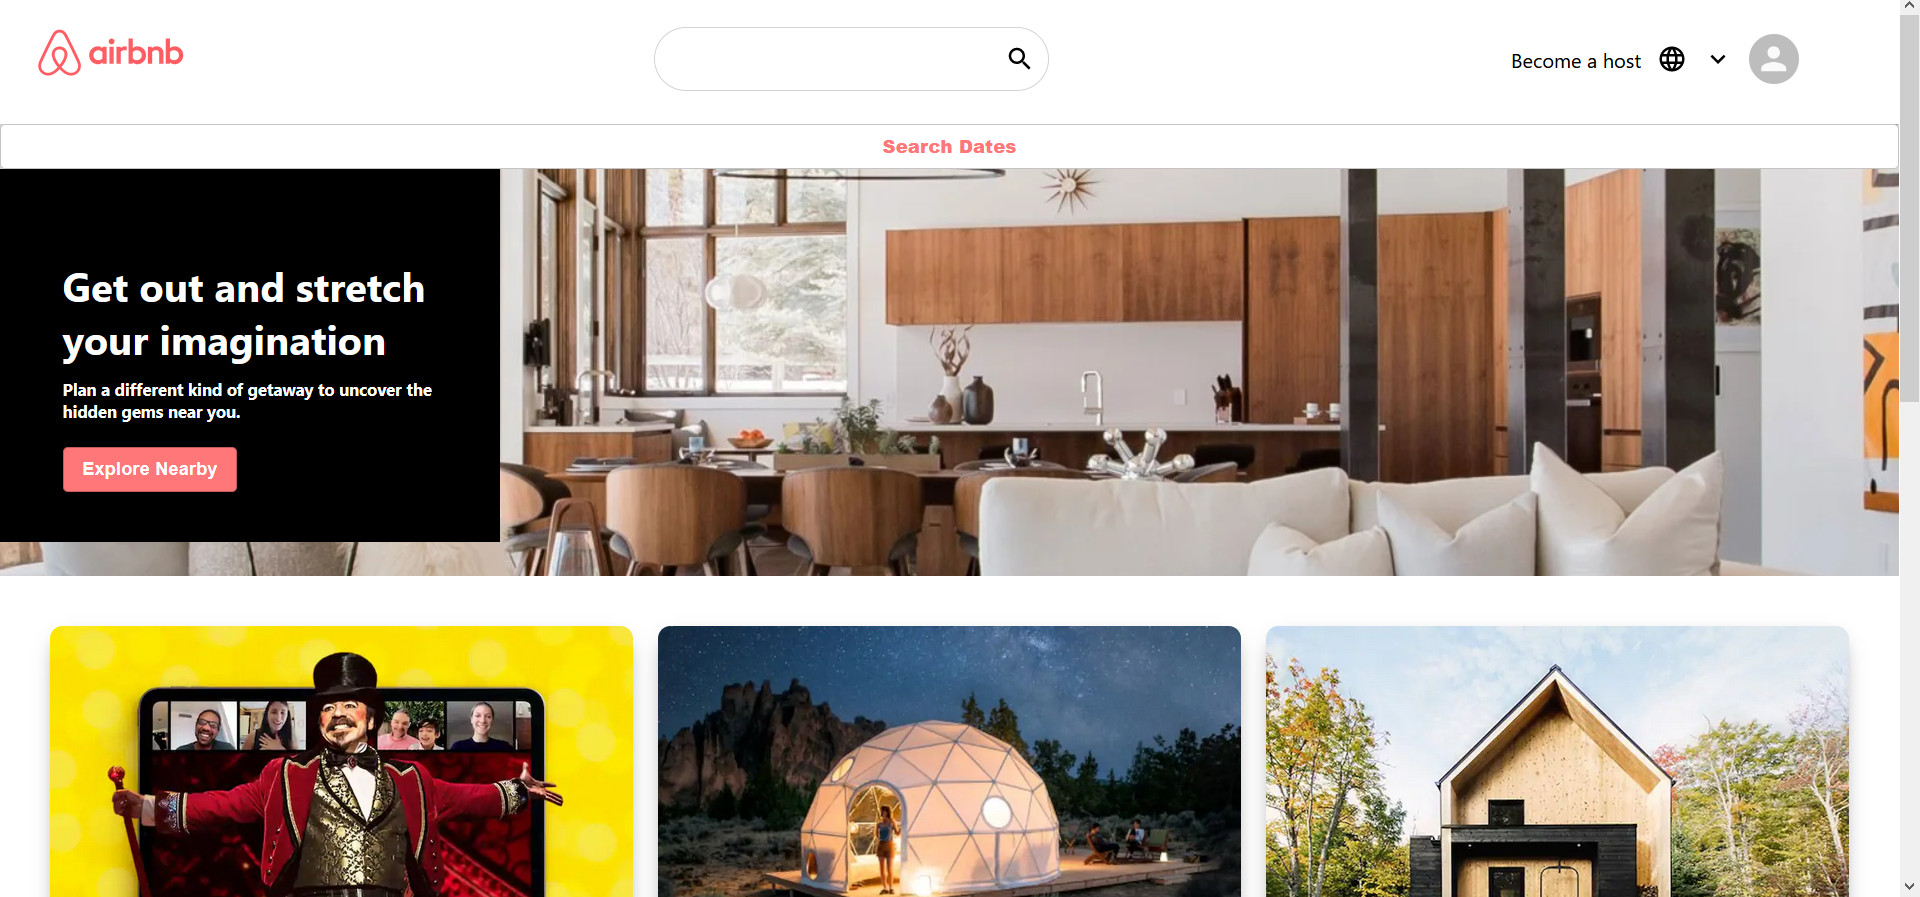 airbnb
Become a host
Search Dates
Get out and stretch
your imagination
Plan a different kind of getaway to uncover the
hidden gems near you.
Explore Nearby